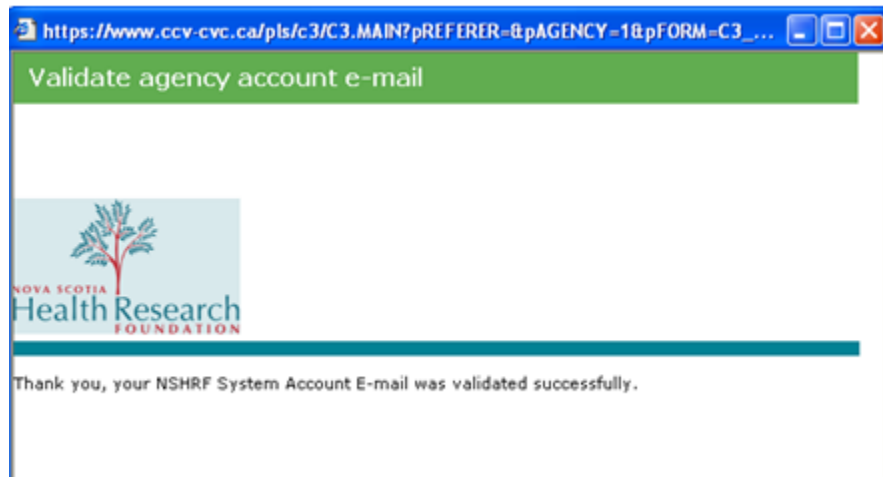 https://www.ccv-cvc.ca/pls/c3/C3.MAIN?pREFERER=&pAGENCY=1&pFORM=C3_...
Validate agency account e-mail
NOVA SCOTIA
Health Research
FOUNDATION
Thank you, your NSHRF System Account E-mail was validated successfully.